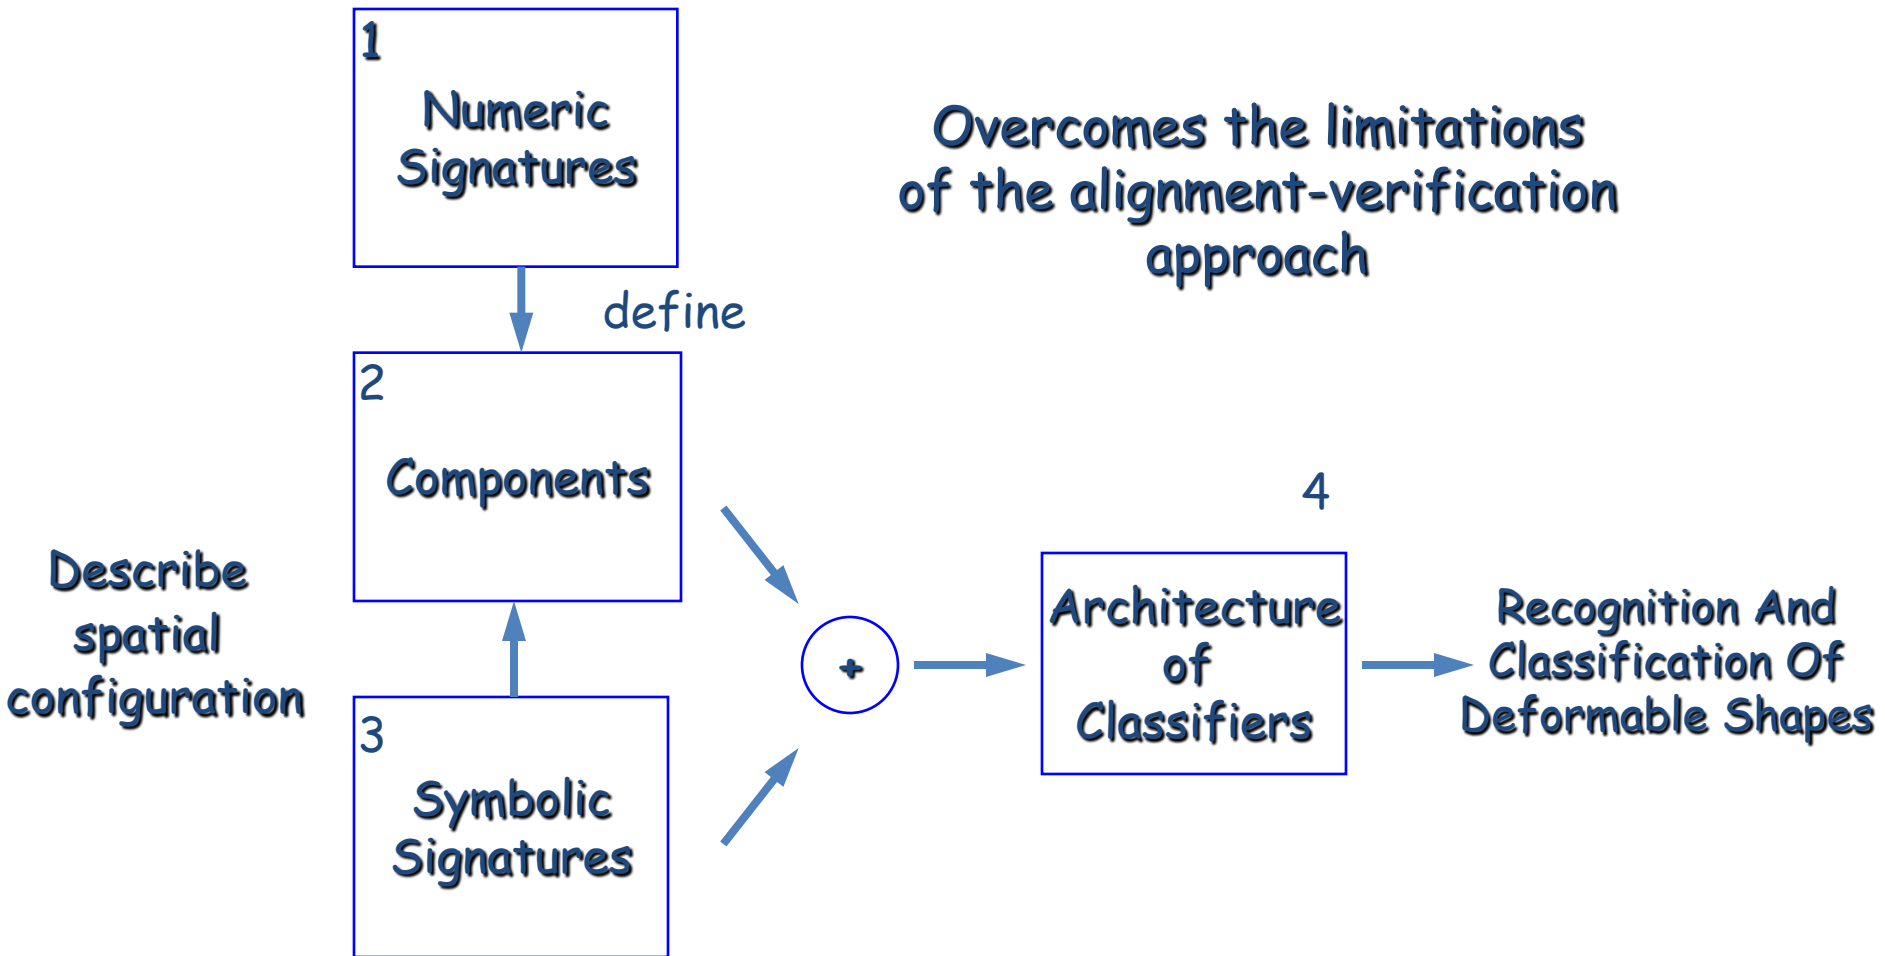 1
Numeric
Signatures
Overcomes the limitations
of the alignment-verification
approach
define
2
Components
Describe
spatial
configuration
3
Symbolic
Signatures
+
4
Architecture
of
Classifiers
Recognition And
Classification Of
Deformable Shapes